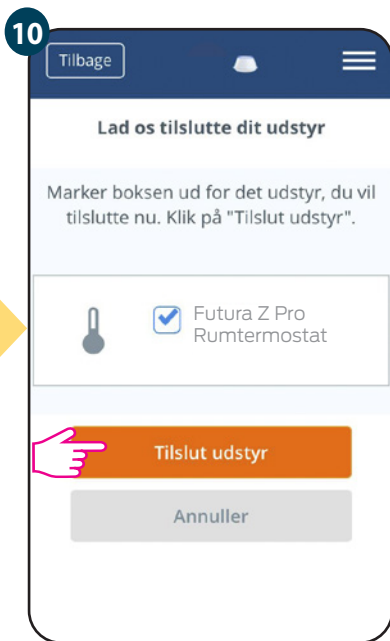 10
Tilbage
Lad os tilslutte dit udstyr
Marker boksen ud for det udstyr, du vil
tilslutte nu. Klik på "Tilslut udstyr".
Futura Z Pro
Rumtermostat
Tilslut udstyr
Annuller